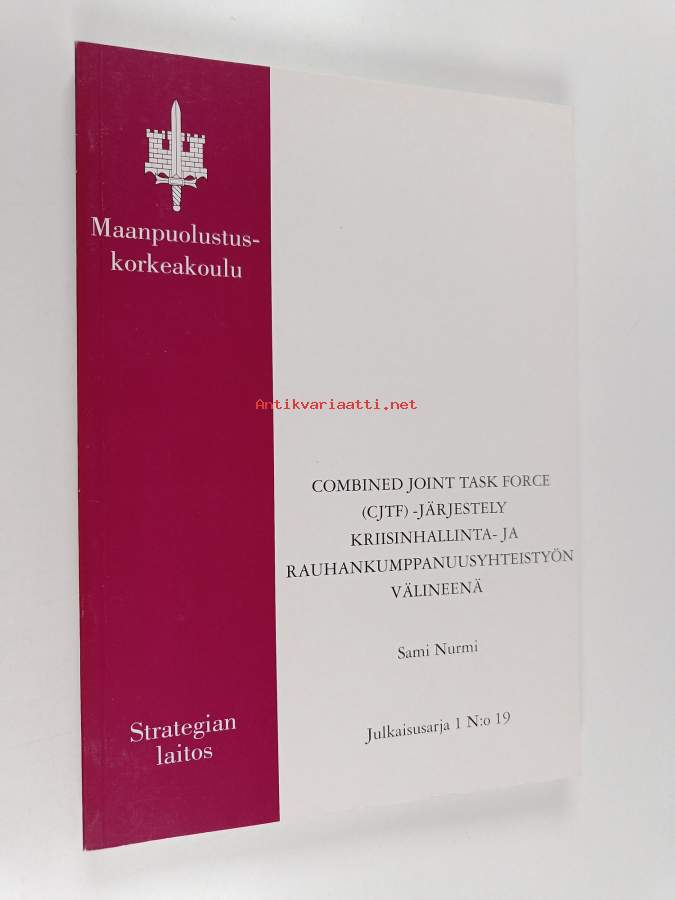 Maanpuolustus-
korkeakoulu
Antikvariaatti.net
COMBINED JOINT TASK FORCE
(CJTF) -JÄRJESTELY
KRIISINHALLINTA- JA
RAUHANKUMPPANUUSYHTEISTYÖN
VÄLINEENÄ
Sami Nurmi
Strategian
laitos
Julkaisusarja 1 N:o 19